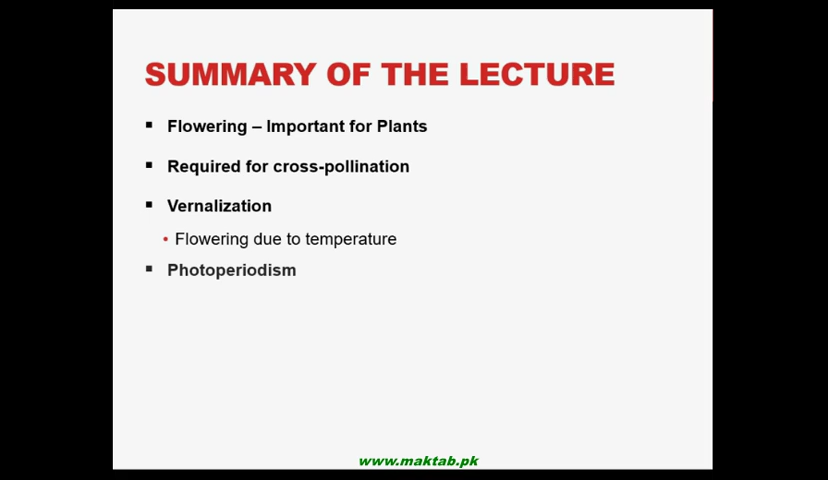 SUMMARY OF THE LECTURE
▪ Flowering – Important for Plants
▪ Required for cross-pollination
▪ Vernalization
• Flowering due to temperature
▪ Photoperiodism
www.maktab.pk